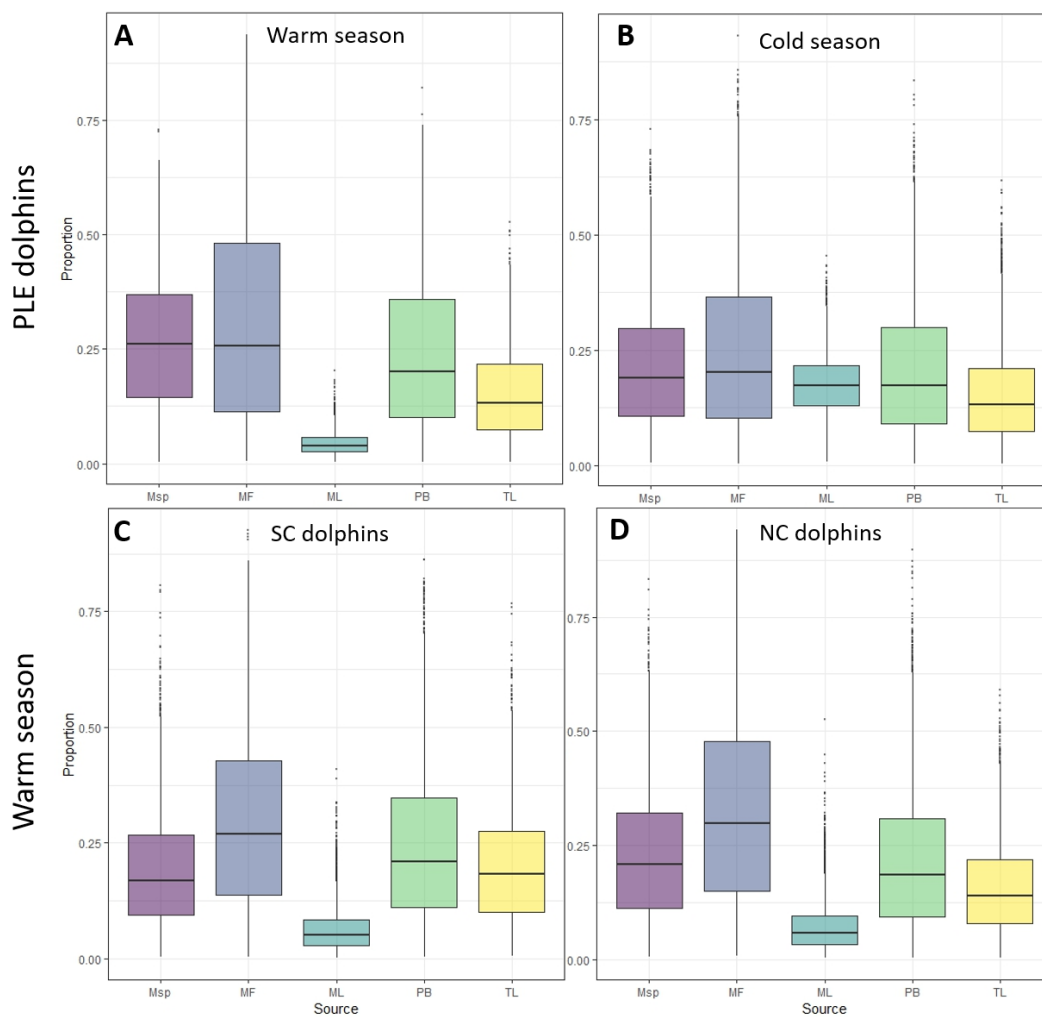 A Warm season
B Cold season
PLE dolphins
Proportion
0.75
0.50
0.25
0.00
Msp MF ML PB TL
0.75
0.50
0.25
0.00
Msp MF ML PB TL
C SC dolphins
D NC dolphins
Warm season
Proportion
0.75
0.50
0.25
0.00
Msp MF ML PB TL
Source
0.75
0.50
0.25
0.00
Msp MF ML PB TL
Source